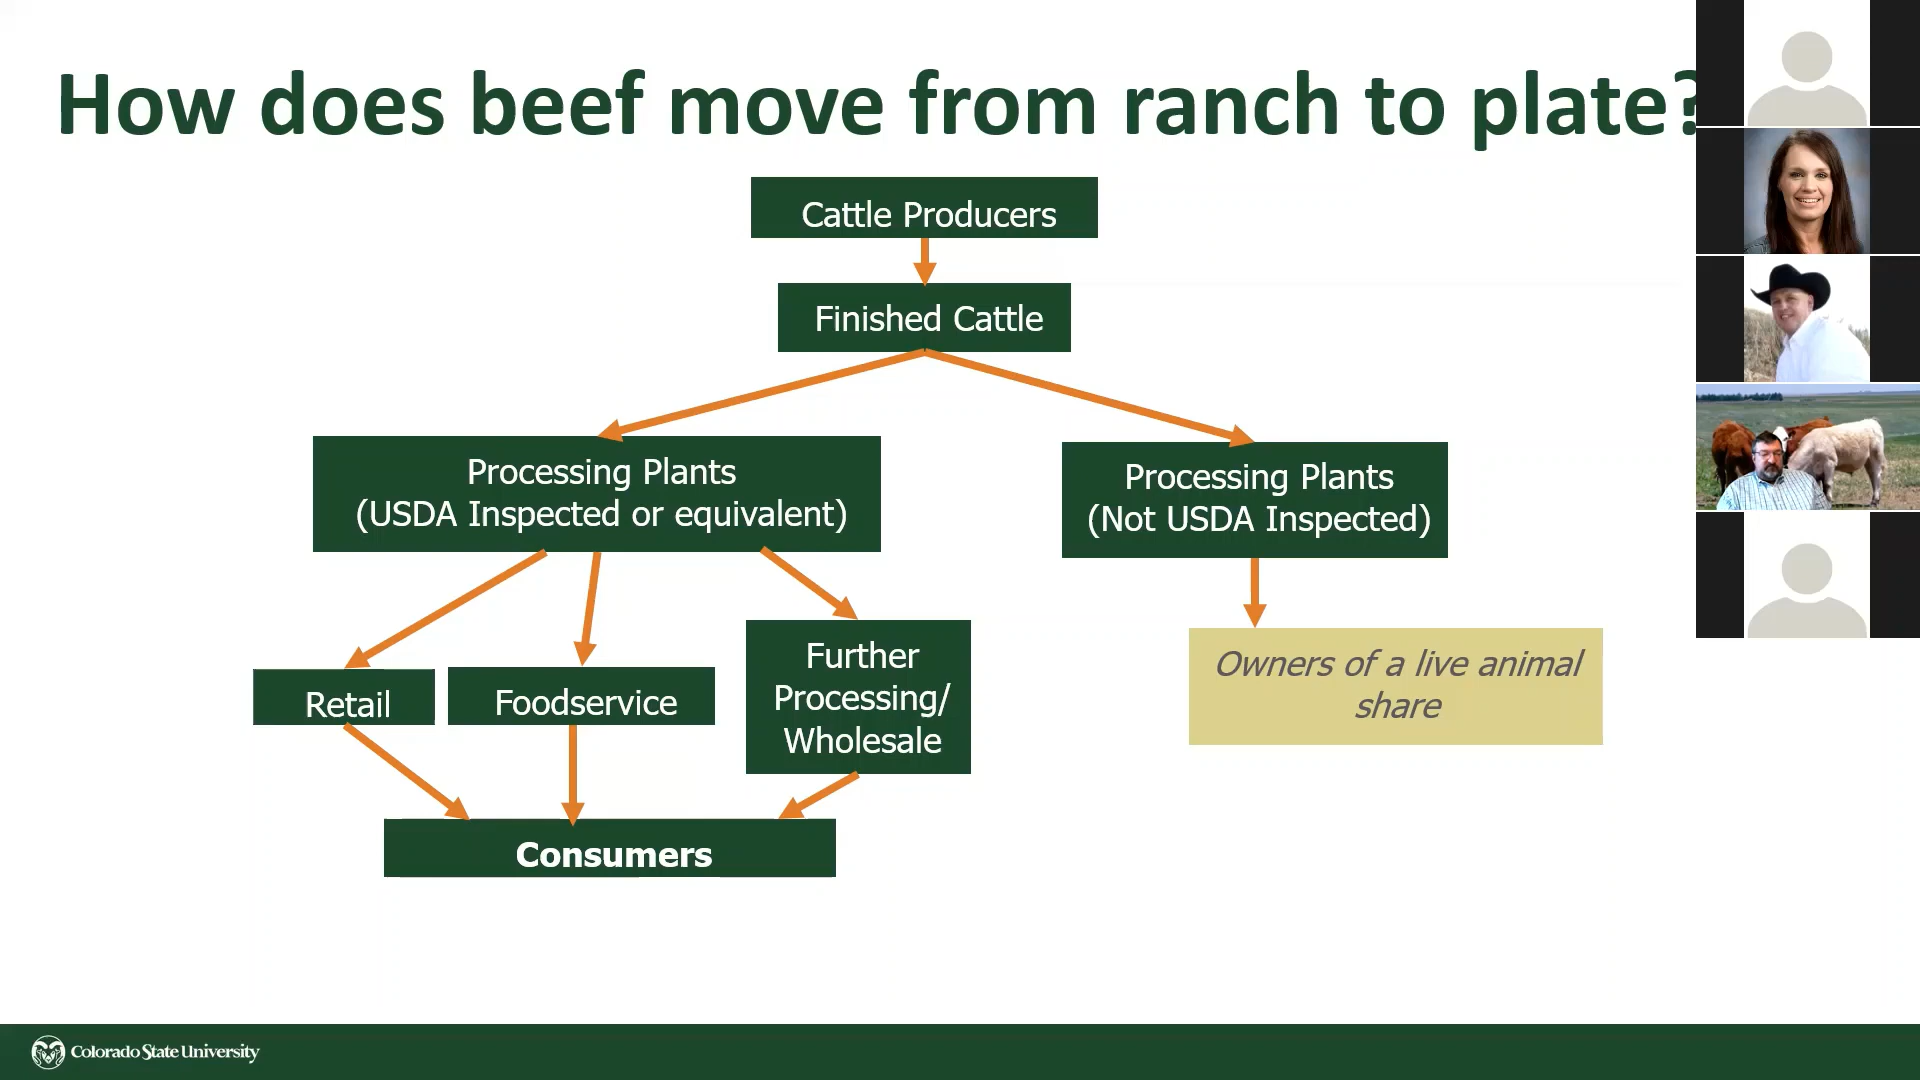 How does beef move from ranch to plate?
Cattle Producers
Finished Cattle
Processing Plants
(USDA Inspected or equivalent)
Processing Plants
(Not USDA Inspected)
Retail
Foodservice
Further
Processing/
Wholesale
Owners of a live animal
share
Consumers
Colorado State University